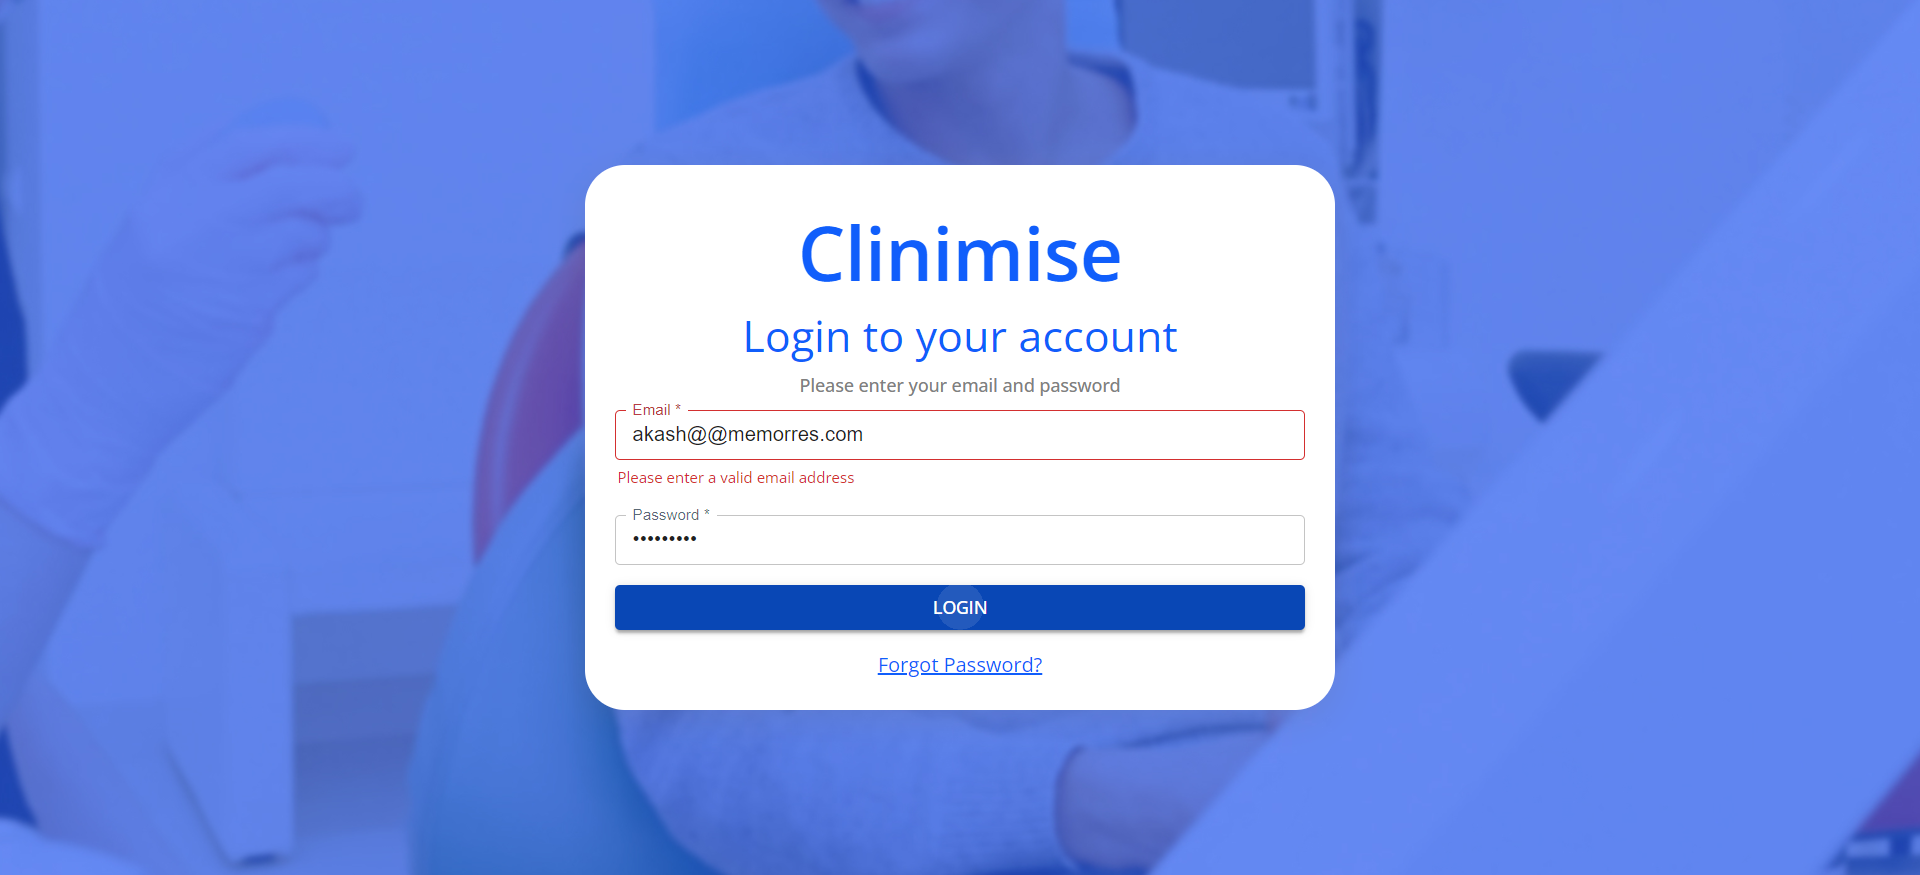 Clinimise
Login to your account
Please enter your email and password
Email *
akash@@memorres.com
Please enter a valid email address
Password *
•••••••••
LOGIN
Forgot Password?